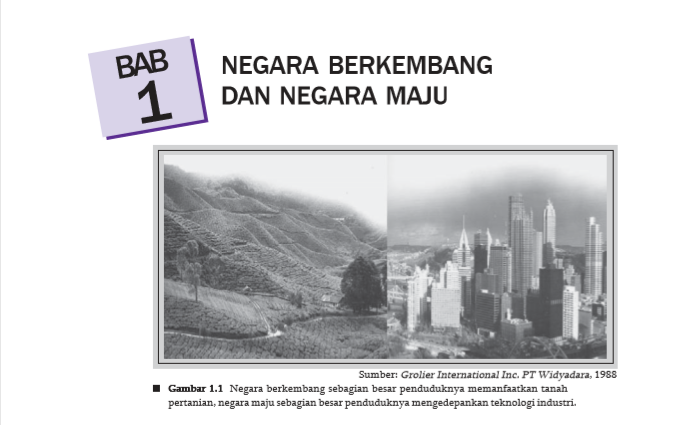 BAB
1
NEGARA BERKEMBANG
DAN NEGARA MAJU
Sumber: Grolier International Inc. PT Widyadara, 1988
Gambar 1.1 Negara berkembang sebagian besar penduduknya memanfaatkan tanah
pertanian, negara maju sebagian besar penduduknya mengedepankan teknologi industri.